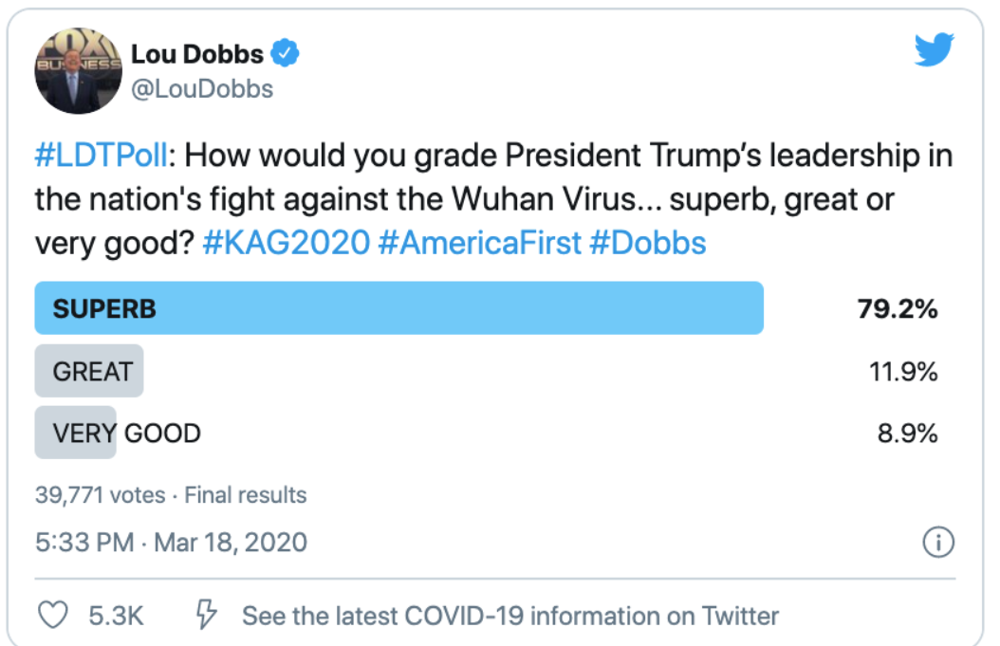 FOX
BUSINESS
Lou Dobbs
@LouDobbs
#LDTPoll: How would you grade President Trump’s leadership in
the nation's fight against the Wuhan Virus... superb, great or
very good? #KAG2020 #AmericaFirst #Dobbs
SUPERB 79.2%
GREAT 11.9%
VERY GOOD 8.9%
39,771 votes · Final results
5:33 PM · Mar 18, 2020
5.3K See the latest COVID-19 information on Twitter